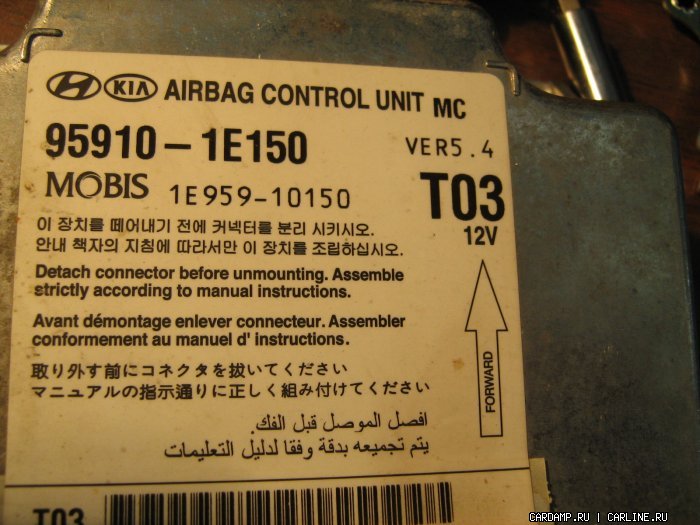 KIA AIRBAG CONTROL UNIT MC
95910-1E150 VER5.4
MOBIS 1E959-10150 T03
12V
이 장치를 떼어내기 전에 커넥터를 분리 시키시오.
안내 책자의 지침에 따라서만 이 장치를 조립하십시오.
Detach connector before unmounting. Assemble
strictly according to manual instructions.
Avant démontage enlever connecteur. Assembler
conformement au manuel d' instructions.
FORWARD
取り外す前にコネクタを抜いてください
マニュアルの指示通りに正しく組み付けてください
افصل الموصل قبل الفك.
يتم تجميعه بدقة وفقا لدليل التعليمات
T03
CARDAMP.RU | CARLINE.RU